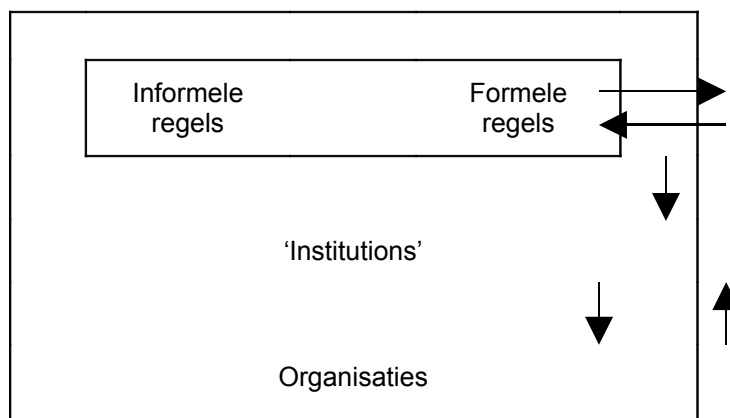 Informele Formele
regels regels
‘Institutions’
Organisaties